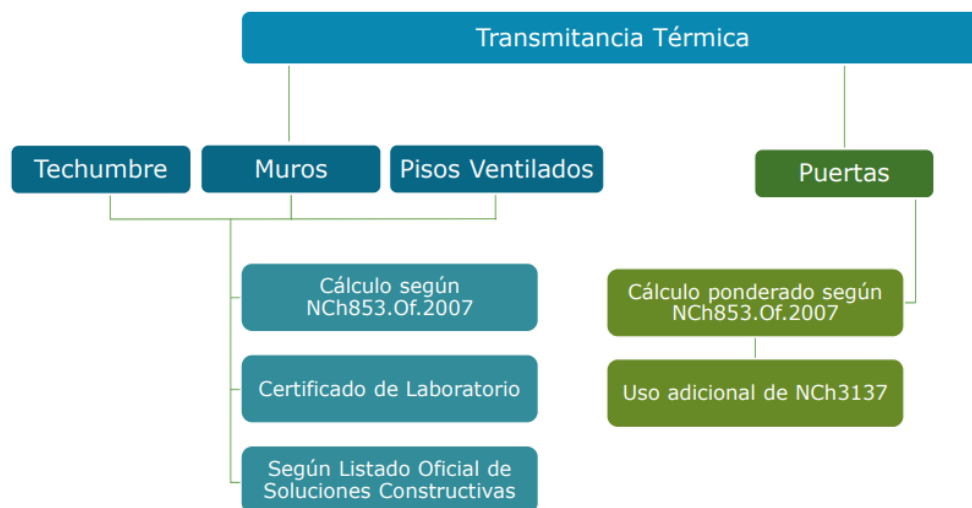 Transmitancia Térmica
Techumbre
Muros
Pisos Ventilados
Puertas
Cálculo según
NCh853.Of.2007
Certificado de Laboratorio
Según Listado Oficial de
Soluciones Constructivas
Cálculo ponderado según
NCh853.Of.2007
Uso adicional de NCh3137